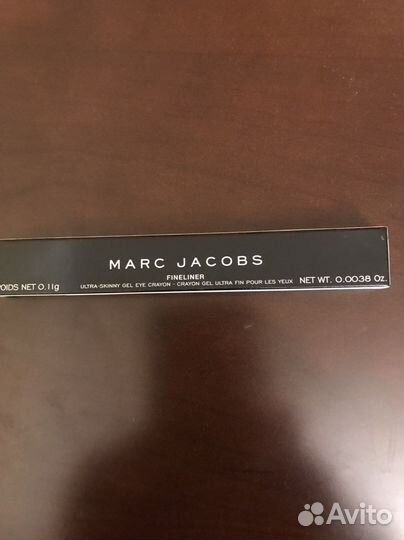 MARC JACOBS
FINELINER
POIDS NET 0.11g ULTRA-SKINNY GEL EYE CRAYON - CRAYON GEL ULTRA FIN POUR LES YEUX NET WT. 0.0038 Oz.
Avito